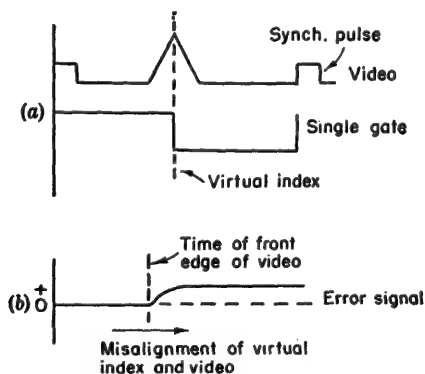 Synch. pulse
Video
(a)
Single gate
Virtual index
Time of front
edge of video
(b)
+
0
Error signal
Misalignment of virtual
index and video